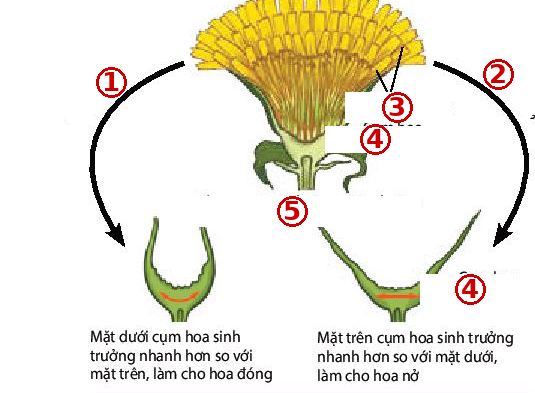 ①
②
③
④
⑤
④
Mặt dưới cụm hoa sinh
trưởng nhanh hơn so với
mặt trên, làm cho hoa đóng
Mặt trên cụm hoa sinh trưởng
nhanh hơn so với mặt dưới,
làm cho hoa nở